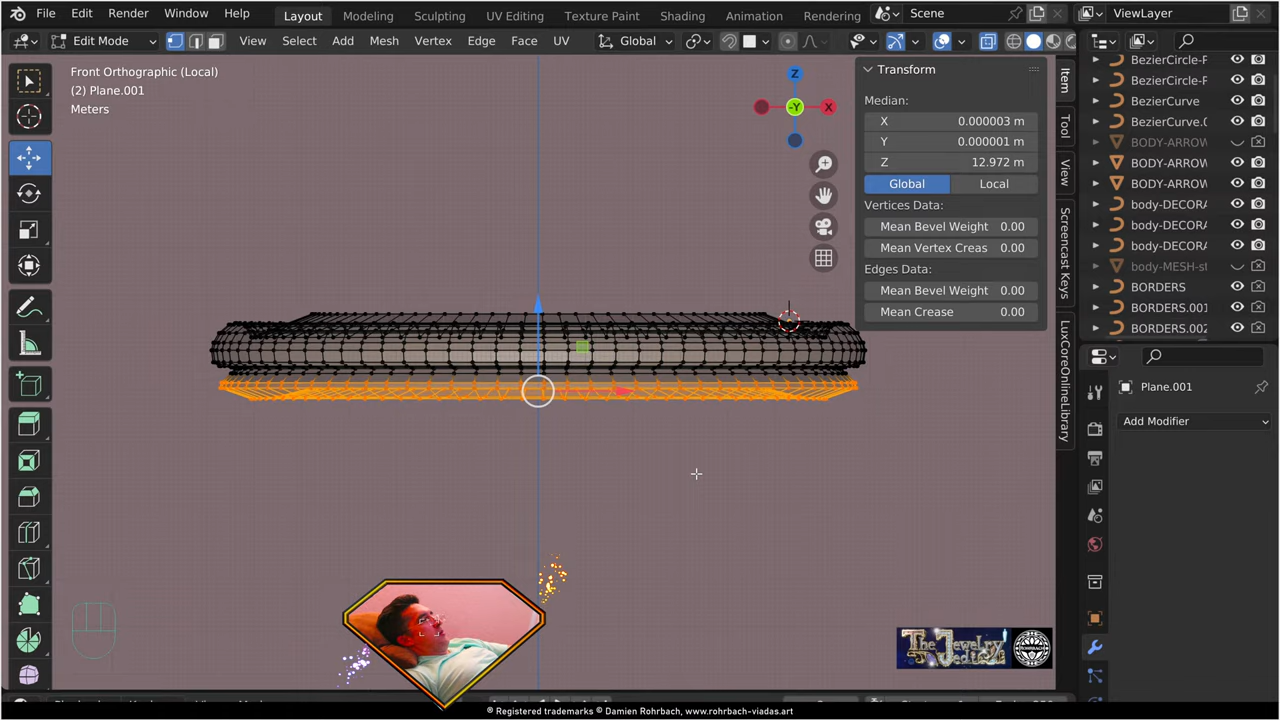 File Edit Render Window Help Layout Modeling Sculpting UV Editing Texture Paint Shading Animation Rendering Scene ViewLayer
Edit Mode View Select Add Mesh Vertex Edge Face UV Global
Front Orthographic (Local)
(2) Plane.001
Meters
Z
X
-Y
Transform
Median:
X 0.000003 m
Y 0.000001 m
Z 12.972 m
Global Local
Vertices Data:
Mean Bevel Weight 0.00
Mean Vertex Creas 0.00
Edges Data:
Mean Bevel Weight 0.00
Mean Crease 0.00
Item
Tool
View
Screencast Keys
LuxCoreOnlineLibrary
BezierCircle-F
BezierCircle-F
BezierCurve
BezierCurve.0
BODY-ARROW
BODY-ARROW
BODY-ARROW
body-DECORA
body-DECORA
body-DECORA
body-MESH-st
BORDERS
BORDERS.001
BORDERS.002
Plane.001
Add Modifier
The Jewelry
ROHRBACH
® Registered trademarks © Damien Rohrbach, www.rohrbach-viadas.art